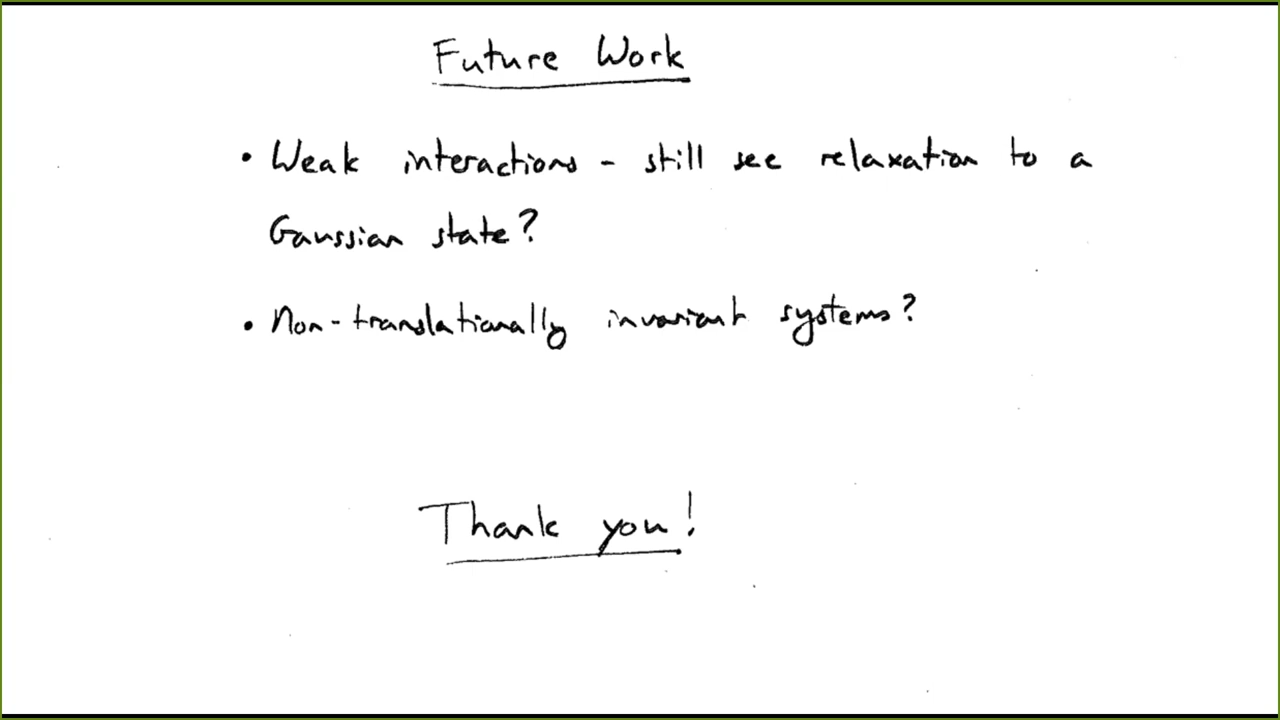 Future Work
• Weak interactions - still see relaxation to a
Gaussian state?
• Non-translationally invariant systems?
Thank you!